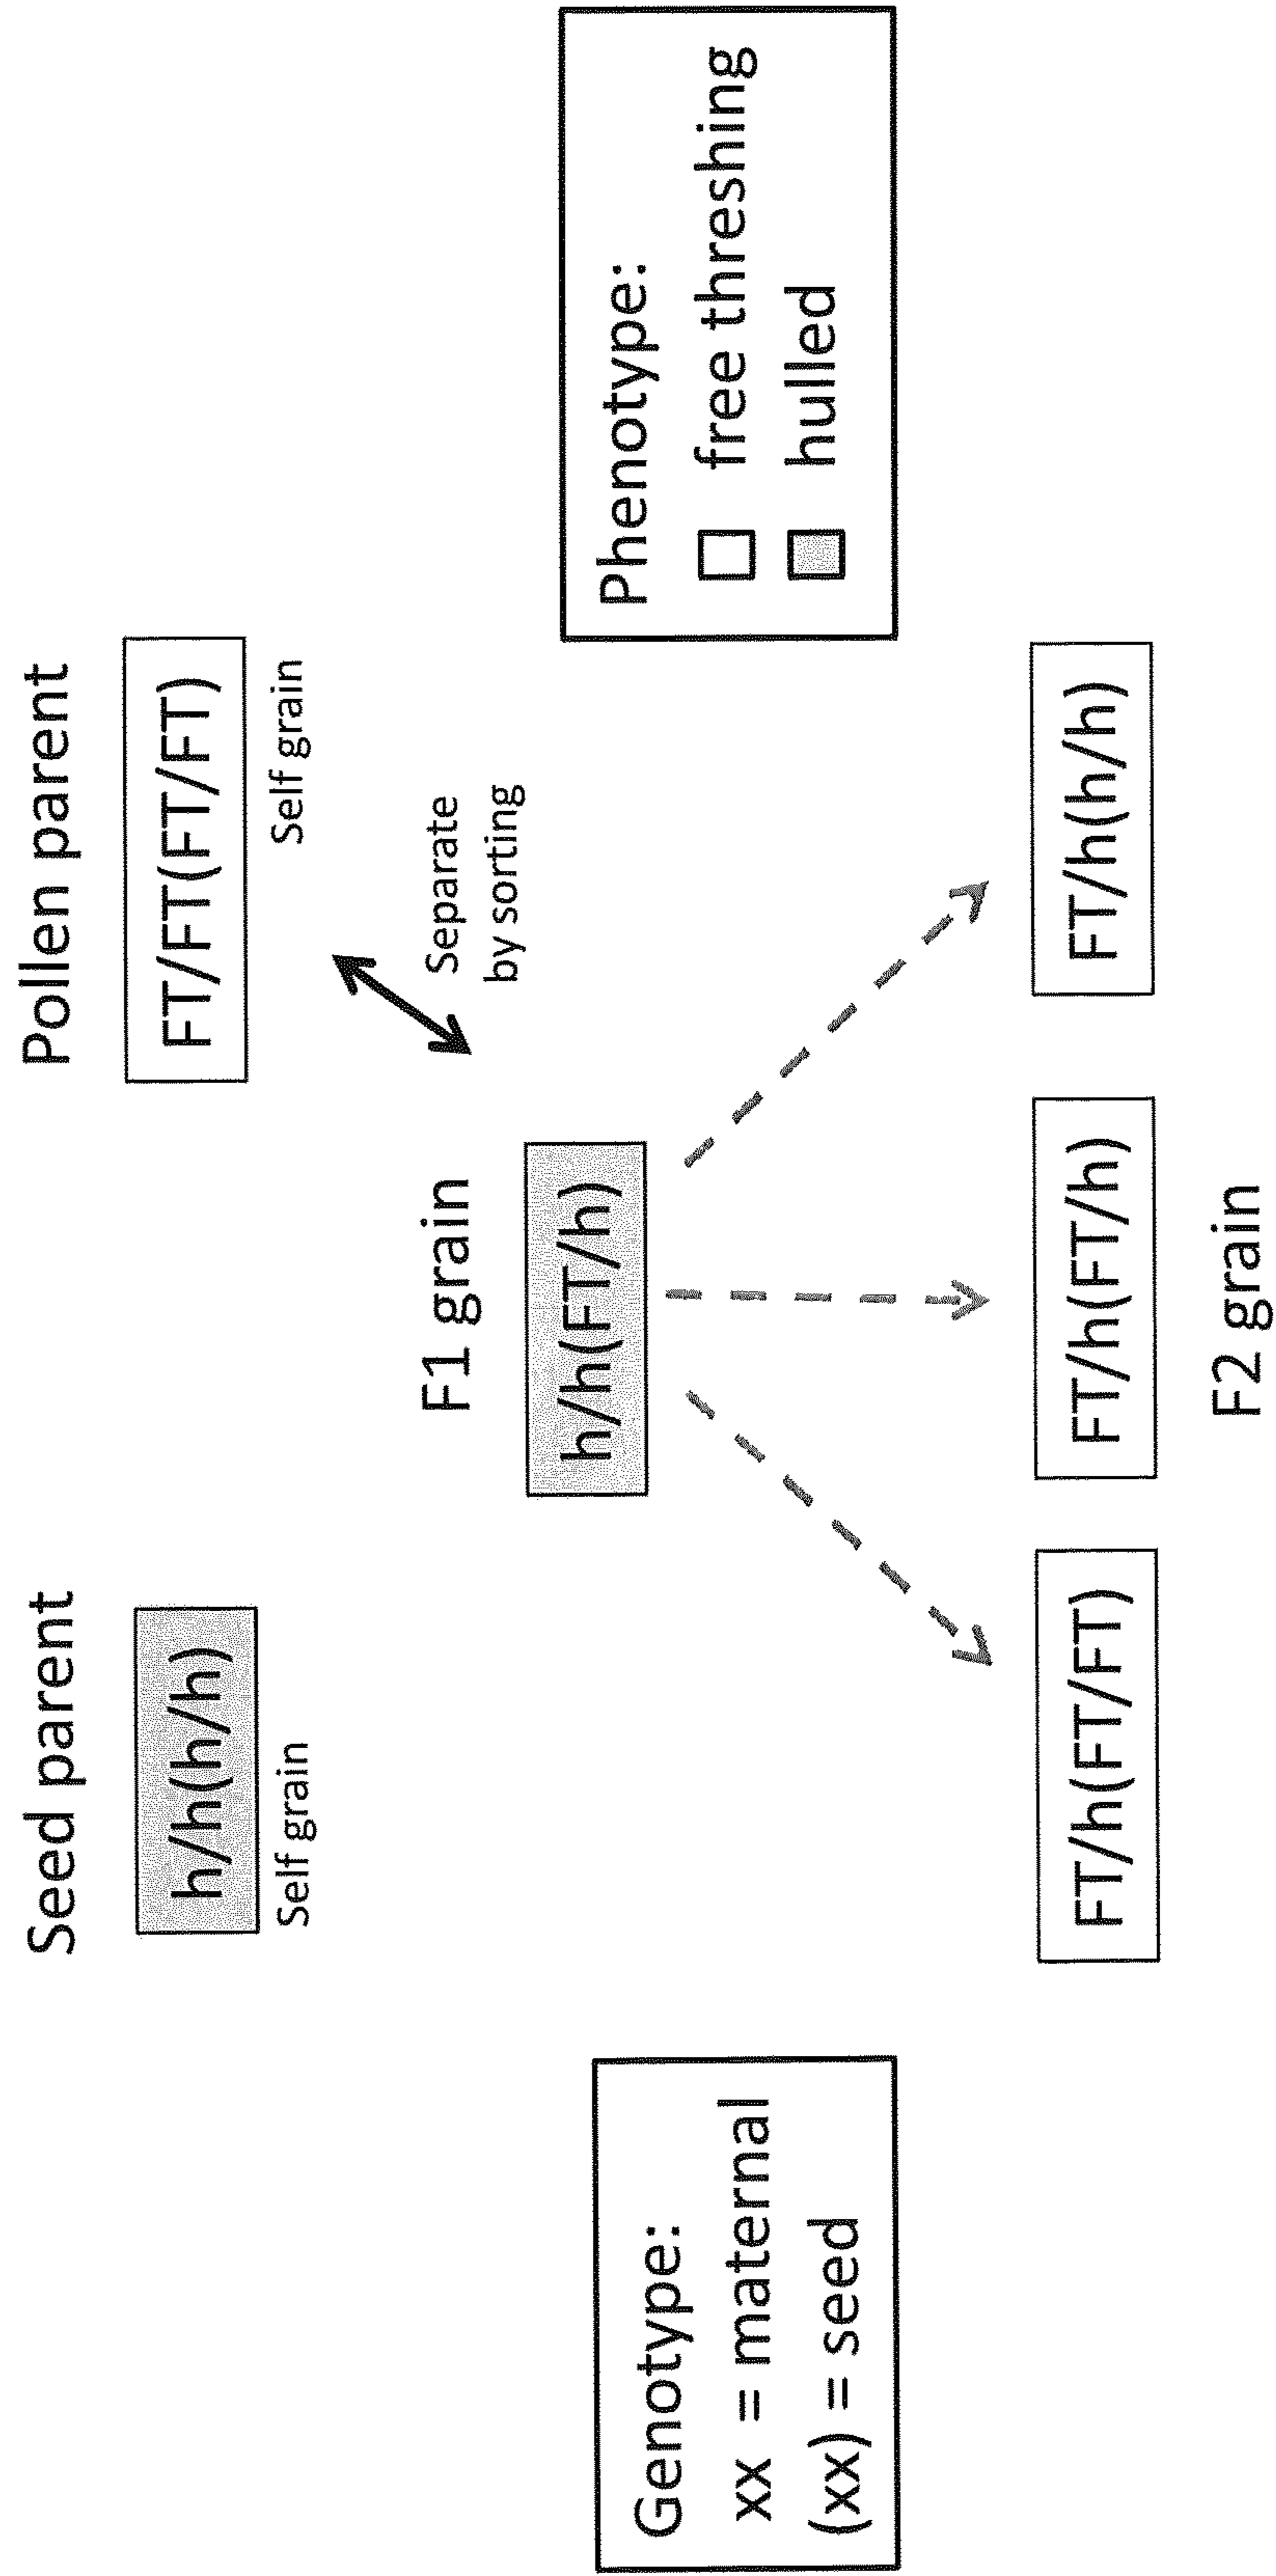 Seed parent
Pollen parent
h/h(h/h)
FT/FT(FT/FT)
Self grain
Self grain
F1 grain
Separate
by sorting
h/h(FT/h)
Genotype:
xx = maternal
(xx) = seed
Phenotype:
free threshing
hulled
FT/h(FT/FT)
FT/h(FT/h)
FT/h(h/h)
F2 grain